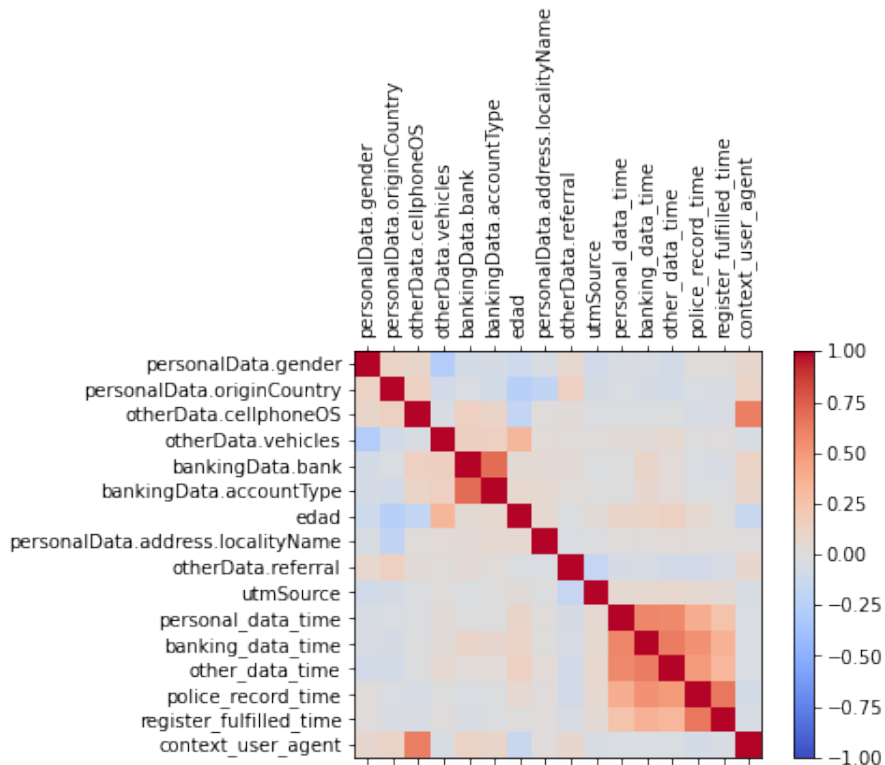 personalData.gender
personalData.originCountry
otherData.cellphoneOS
otherData.vehicles
bankingData.bank
bankingData.accountType
edad
personalData.address.localityName
otherData.referral
utmSource
personal_data_time
banking_data_time
other_data_time
police_record_time
register_fulfilled_time
context_user_agent
personalData.gender
personalData.originCountry
otherData.cellphoneOS
otherData.vehicles
bankingData.bank
bankingData.accountType
edad
personalData.address.localityName
otherData.referral
utmSource
personal_data_time
banking_data_time
other_data_time
police_record_time
register_fulfilled_time
context_user_agent
1.00
0.75
0.50
0.25
0.00
−0.25
−0.50
−0.75
−1.00